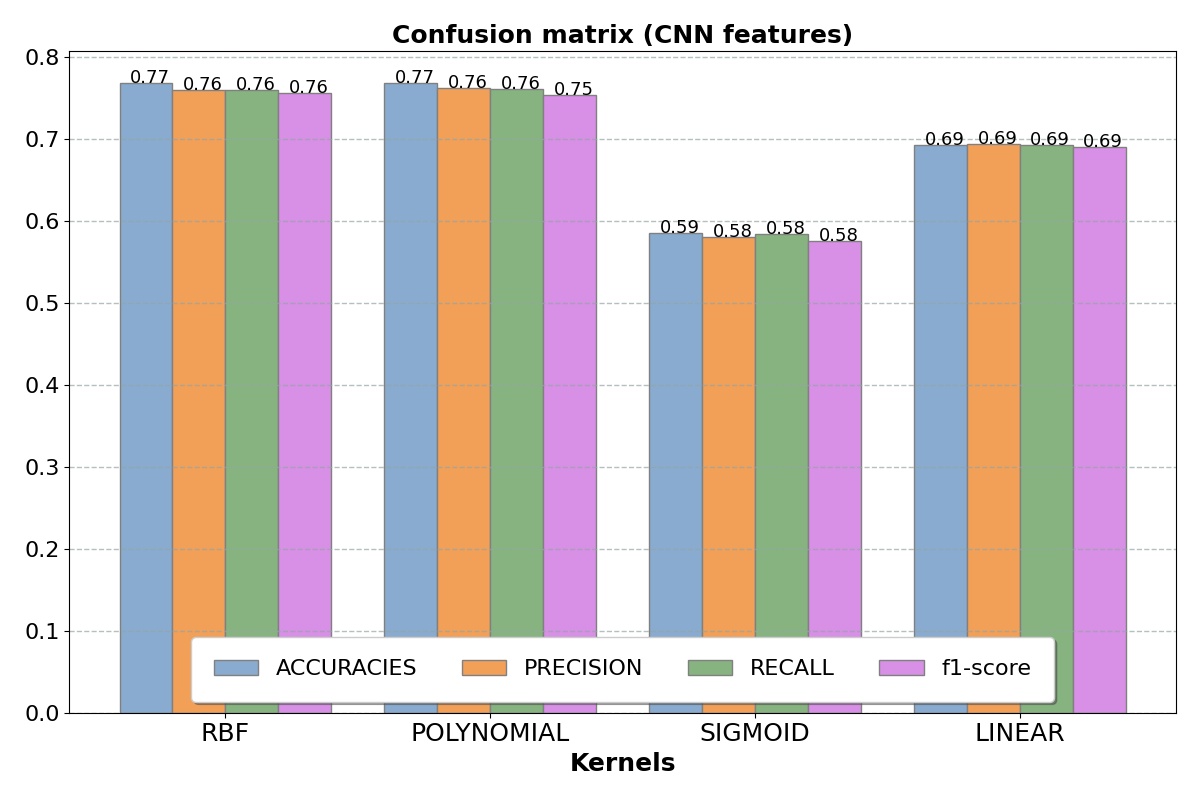 Confusion matrix (CNN features)
0.8
0.7
0.6
0.5
0.4
0.3
0.2
0.1
0.0
0.77 0.76 0.76 0.76
0.77 0.76 0.76 0.75
0.59 0.58 0.58 0.58
0.69 0.69 0.69 0.69
ACCURACIES PRECISION RECALL f1-score
RBF POLYNOMIAL SIGMOID LINEAR
Kernels